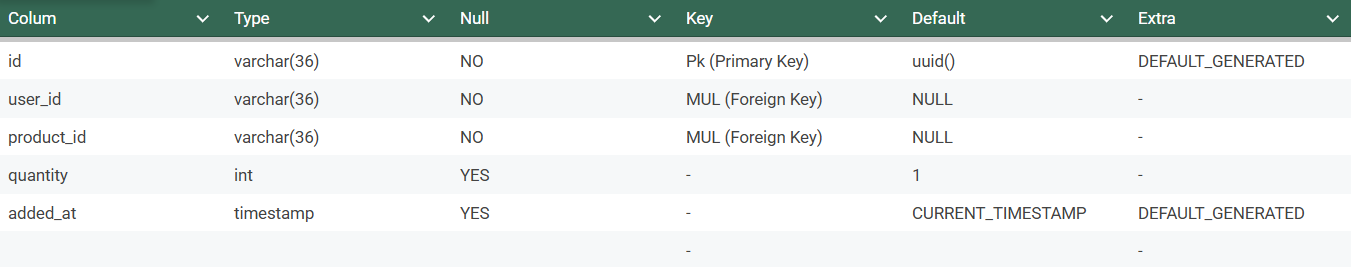 Colum Type Null Key Default Extra
id varchar(36) NO Pk (Primary Key) uuid() DEFAULT_GENERATED
user_id varchar(36) NO MUL (Foreign Key) NULL -
product_id varchar(36) NO MUL (Foreign Key) NULL -
quantity int YES - 1 -
added_at timestamp YES - CURRENT_TIMESTAMP DEFAULT_GENERATED
- -